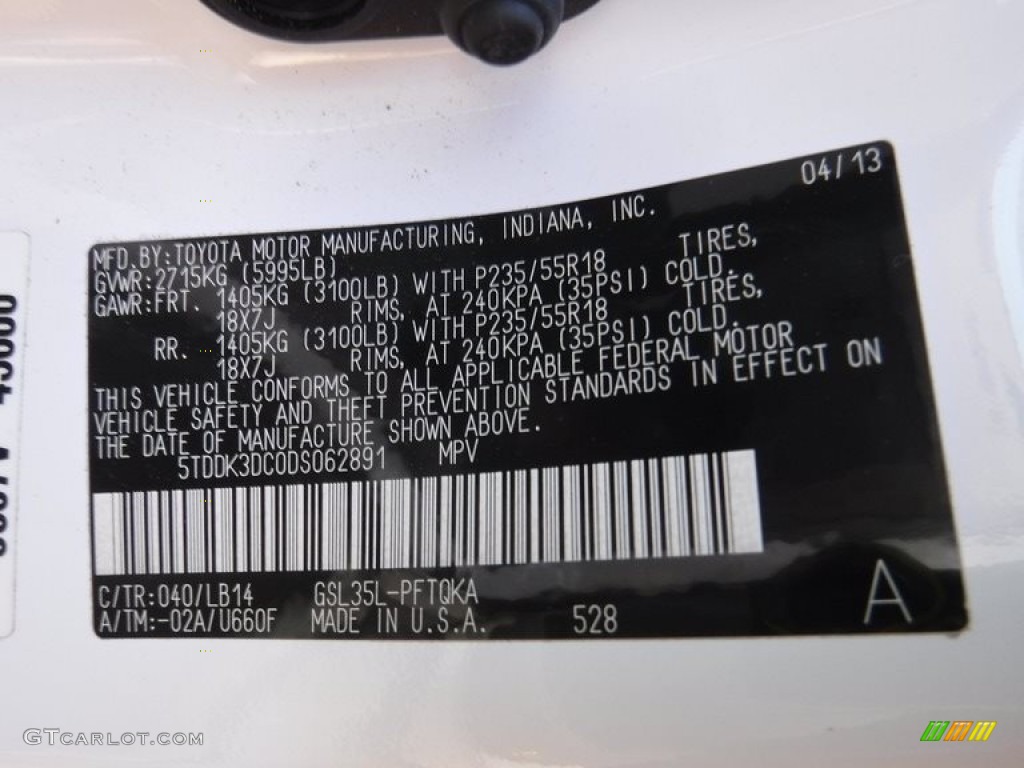 04/13
MFD.BY:TOYOTA MOTOR MANUFACTURING, INDIANA, INC.
GVWR:2715KG (5995LB)
GAWR:FRT. 1405KG (3100LB) WITH P235/55R18 TIRES,
18X7J RIMS, AT 240KPA (35PSI) COLD.
RR. 1405KG (3100LB) WITH P235/55R18 TIRES,
18X7J RIMS, AT 240KPA (35PSI) COLD.
THIS VEHICLE CONFORMS TO ALL APPLICABLE FEDERAL MOTOR
VEHICLE SAFETY AND THEFT PREVENTION STANDARDS IN EFFECT ON
THE DATE OF MANUFACTURE SHOWN ABOVE.
5TDDK3DC0DS062891 MPV
C/TR:040/LB14 GSL35L-PFTQKA
A/TM:-02A/U660F MADE IN U.S.A. 528
A
GTCARLOT.COM